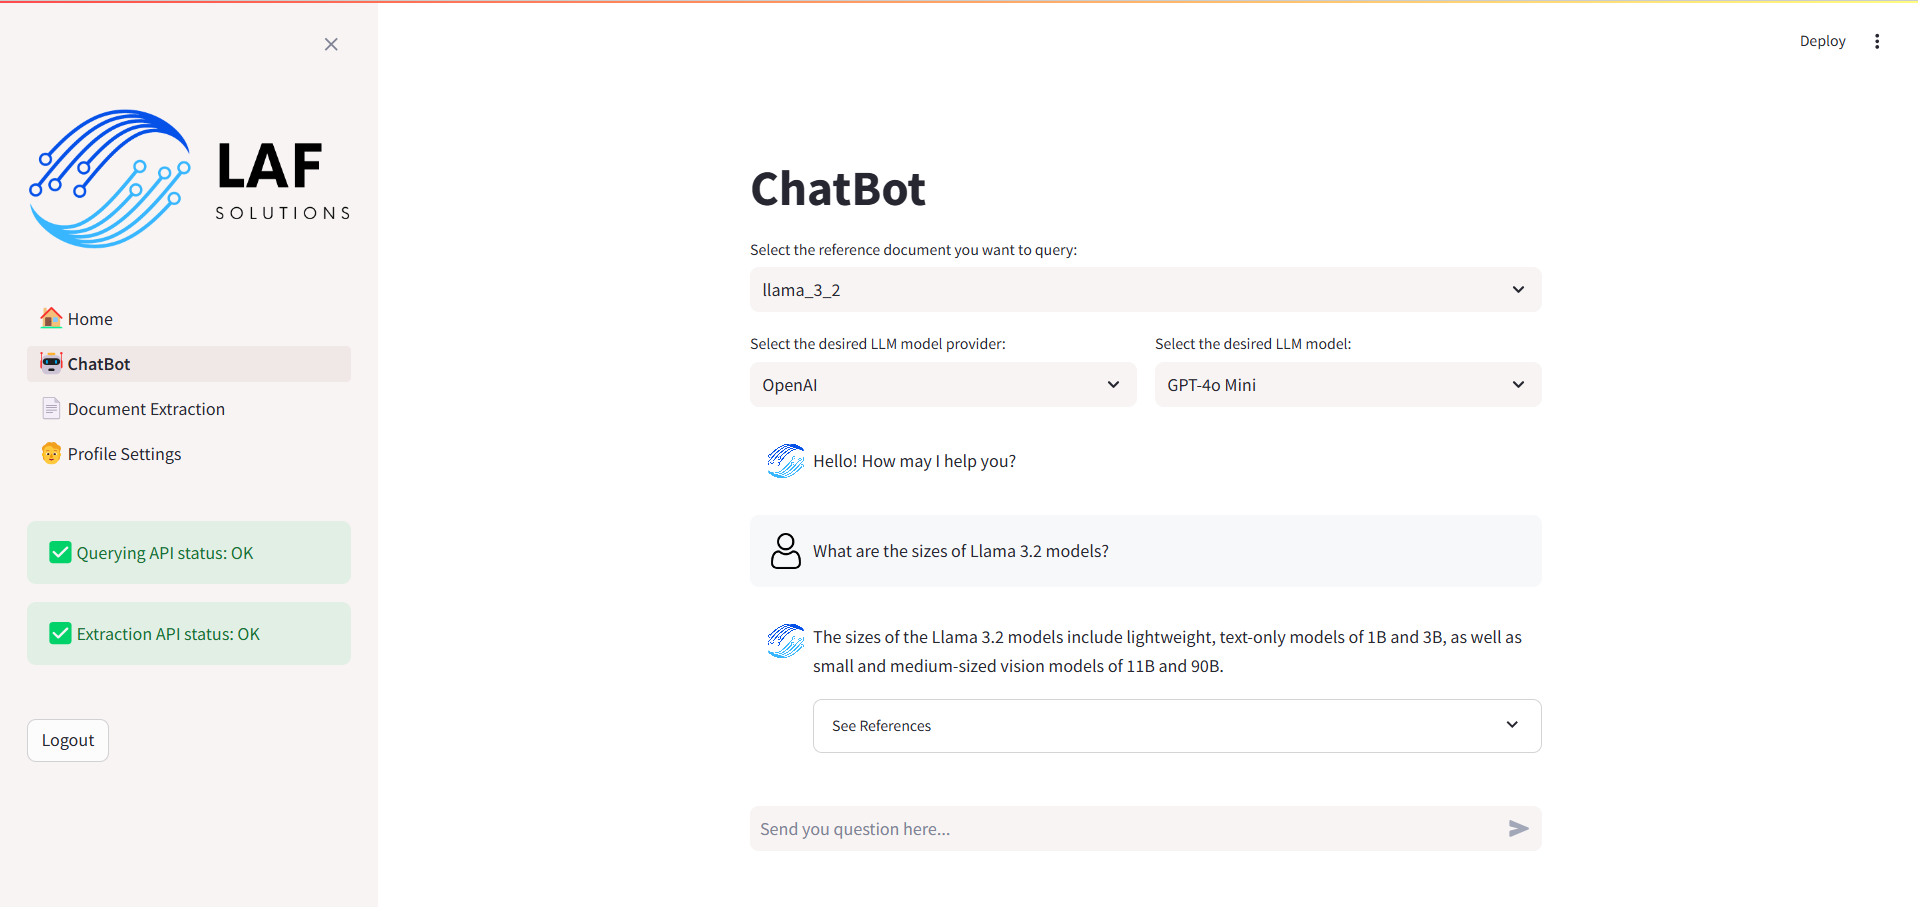 Deploy
LAF
SOLUTIONS
Home
ChatBot
Document Extraction
Profile Settings
Querying API status: OK
Extraction API status: OK
Logout
ChatBot
Select the reference document you want to query:
llama_3_2
Select the desired LLM model provider:
Select the desired LLM model:
OpenAI
GPT-4o Mini
Hello! How may I help you?
What are the sizes of Llama 3.2 models?
The sizes of the Llama 3.2 models include lightweight, text-only models of 1B and 3B, as well as
small and medium-sized vision models of 11B and 90B.
See References
Send you question here...